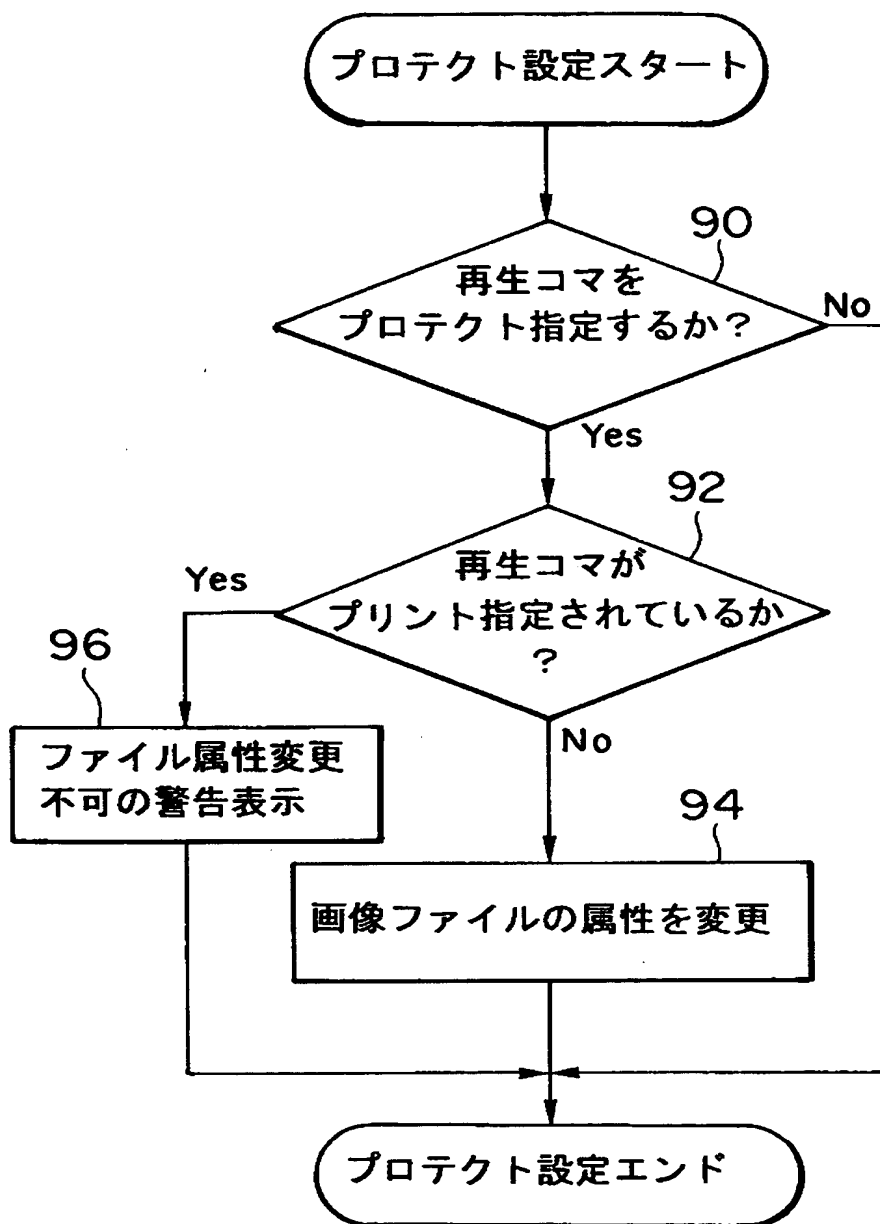 プロテクト設定スタート
90
再生コマを
プロテクト指定するか？
No
Yes
92
再生コマが
プリント指定されているか
？
Yes
No
96
ファイル属性変更
不可の警告表示
94
画像ファイルの属性を変更
プロテクト設定エンド